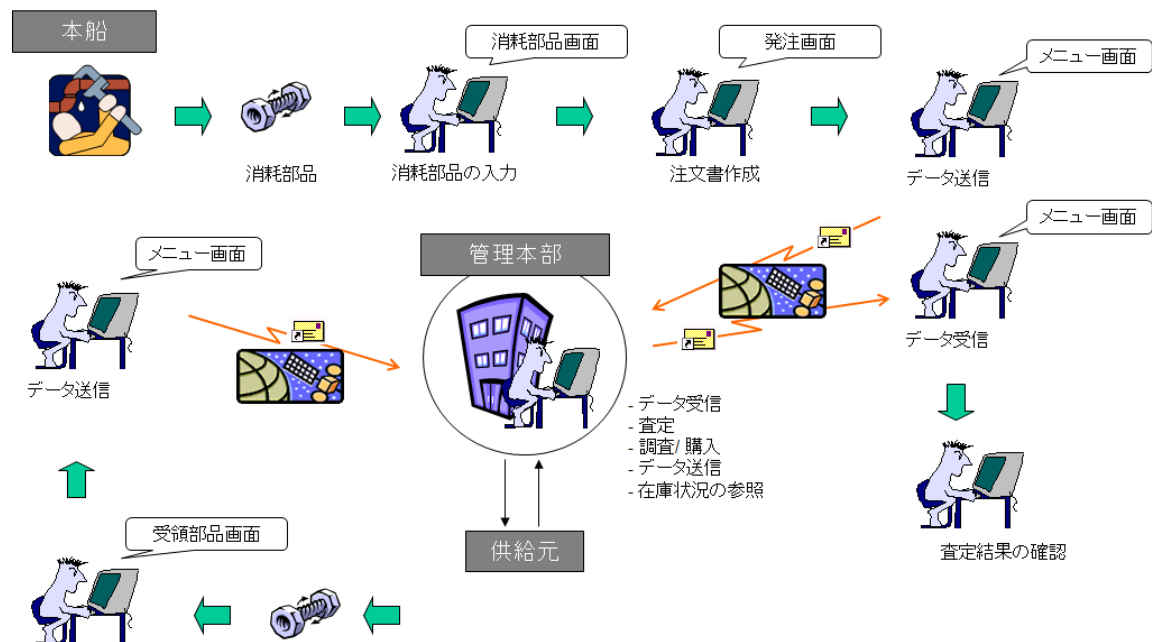 本船
消耗部品画面
発注画面
メニュー画面
消耗部品
消耗部品の入力
注文書作成
データ送信
メニュー画面
メニュー画面
管理本部
データ受信
データ送信
- データ受信
- 査定
- 調査/購入
- データ送信
- 在庫状況の参照
受領部品画面
供給元
査定結果の確認